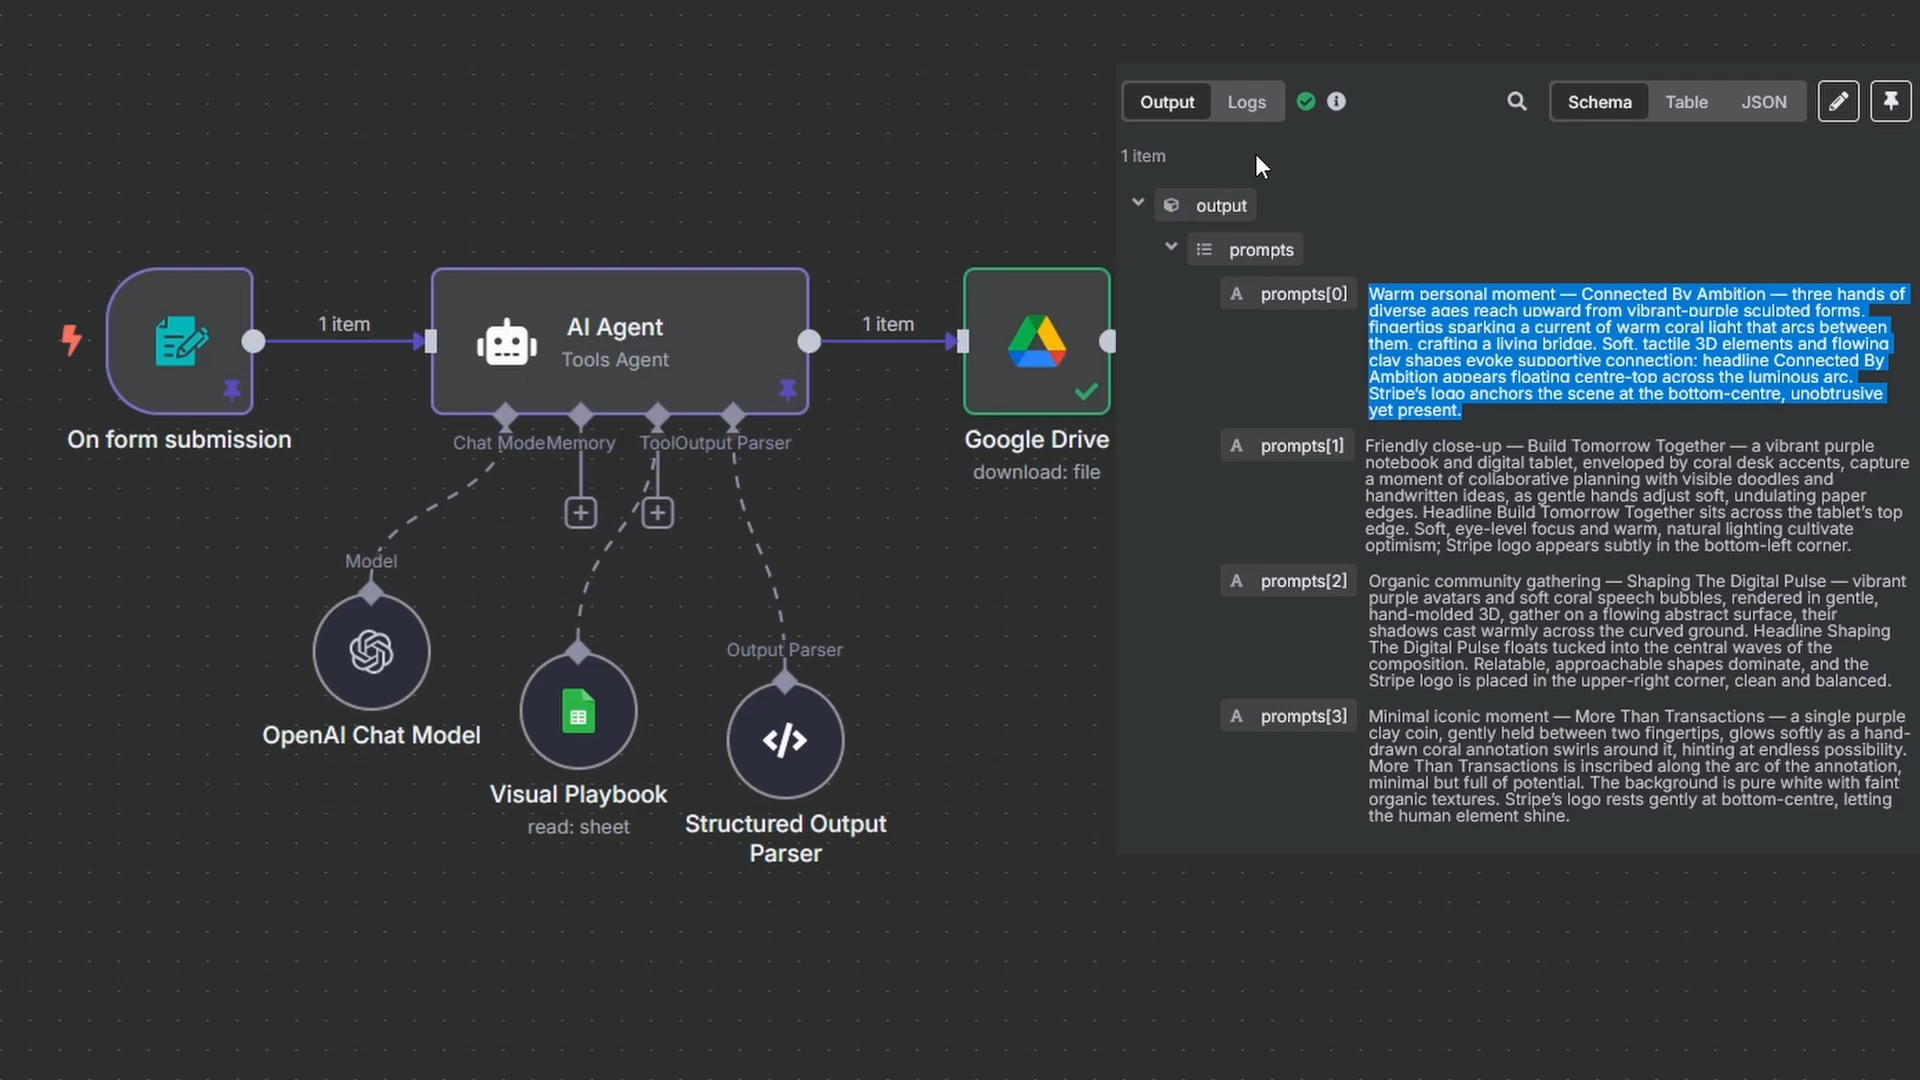 Output
Logs
Schema
Table
JSON
1 item
output
prompts
prompts[0]
Warm personal moment — Connected By Ambition — three hands of
diverse ages reach upward from vibrant-purple sculpted forms,
fingertips sparking a current of warm coral light that arcs between
them, crafting a living bridge. Soft, tactile 3D elements and flowing
clay shapes evoke supportive connection; headline Connected By
Ambition appears floating centre-top across the luminous arc.
Stripe's logo anchors the scene at the bottom-centre, unobtrusive
yet present.
prompts[1]
Friendly close-up — Build Tomorrow Together — a vibrant purple
notebook and digital tablet, enveloped by coral desk accents, capture
a moment of collaborative planning with visible doodles and
handwritten ideas, as gentle hands adjust soft, undulating paper
edges. Headline Build Tomorrow Together sits across the tablet's top
edge. Soft, eye-level focus and warm, natural lighting cultivate
optimism; Stripe logo appears subtly in the bottom-left corner.
prompts[2]
Organic community gathering — Shaping The Digital Pulse — vibrant
purple avatars and soft coral speech bubbles, rendered in gentle,
hand-molded 3D, gather on a flowing abstract surface, their
shadows cast warmly across the curved ground. Headline Shaping
The Digital Pulse floats tucked into the central waves of the
composition. Relatable, approachable shapes dominate, and the
Stripe logo is placed in the upper-right corner, clean and balanced.
prompts[3]
Minimal iconic moment — More Than Transactions — a single purple
clay coin, gently held between two fingertips, glows softly as a hand-
drawn coral annotation swirls around it, hinting at endless possibility.
More Than Transactions is inscribed along the arc of the annotation,
minimal but full of potential. The background is pure white with faint
organic textures. Stripe's logo rests gently at bottom-centre, letting
the human element shine.
1 item
AI Agent
Tools Agent
1 item
On form submission
Chat Mode
Memory
Tool
Output Parser
Google Drive
download: file
Model
OpenAI Chat Model
Visual Playbook
read: sheet
Output Parser
Structured Output
Parser